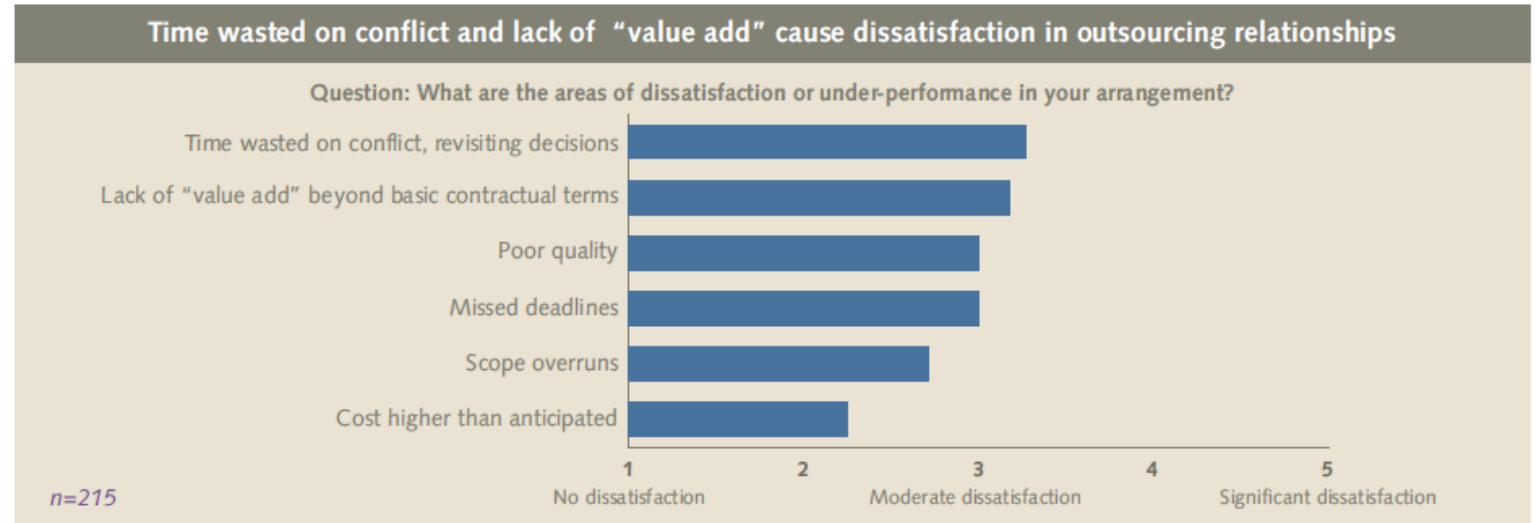 Time wasted on conflict and lack of “value add” cause dissatisfaction in outsourcing relationships
Question: What are the areas of dissatisfaction or under-performance in your arrangement?
Time wasted on conflict, revisiting decisions
Lack of “value add” beyond basic contractual terms
Poor quality
Missed deadlines
Scope overruns
Cost higher than anticipated
1 2 3 4 5
No dissatisfaction Moderate dissatisfaction Significant dissatisfaction
n=215